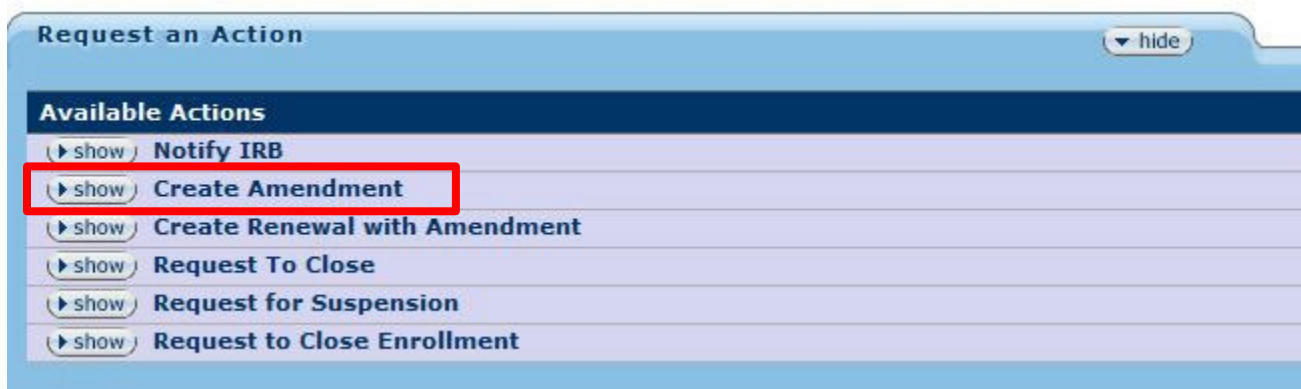 Request an Action
hide
Available Actions
show Notify IRB
show Create Amendment
show Create Renewal with Amendment
show Request To Close
show Request for Suspension
show Request to Close Enrollment